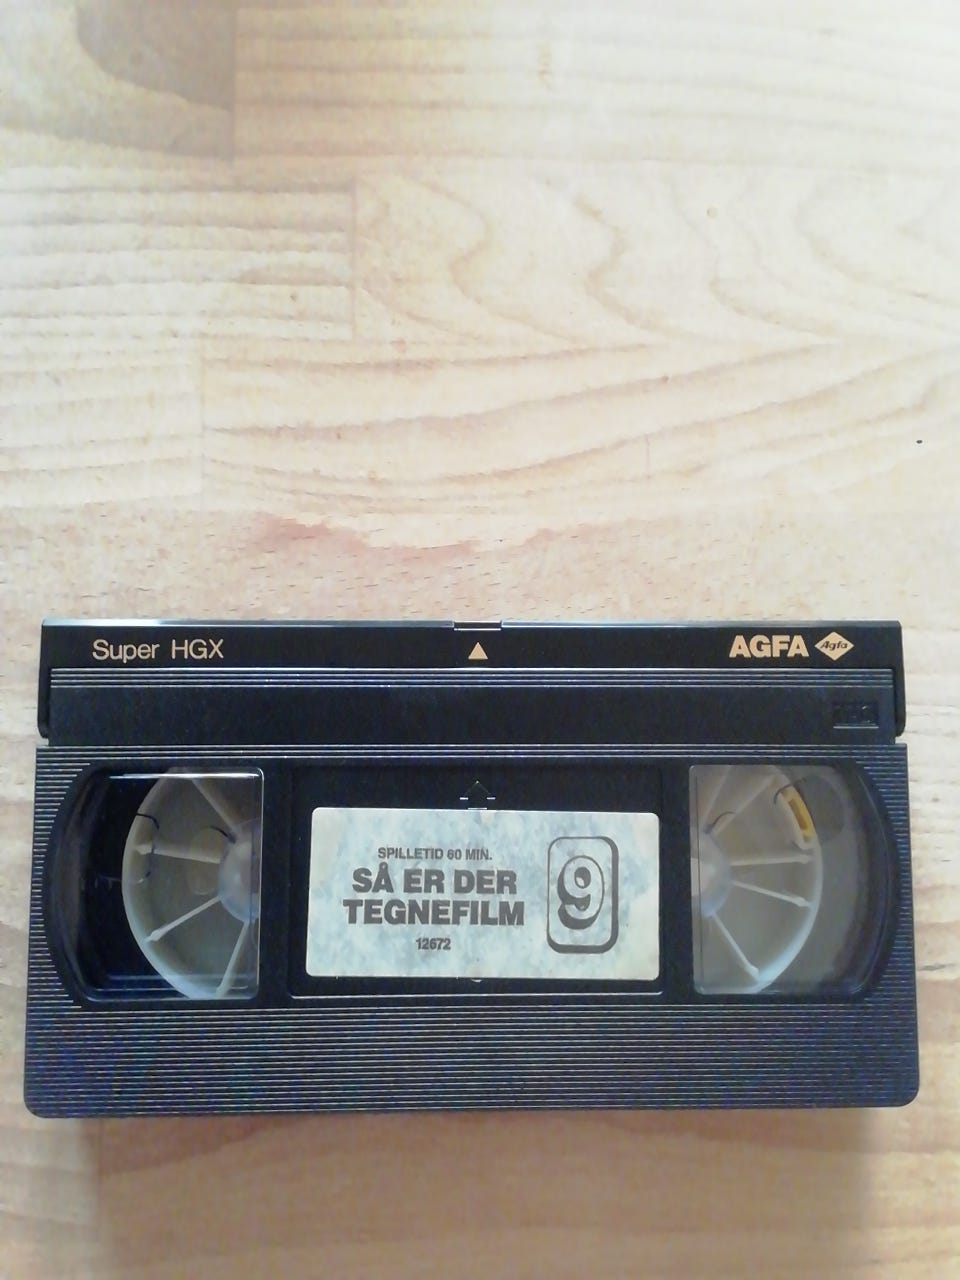 Super HGX
AGFA Agfa
SPILLETID 60 MIN.
SÅ ER DER
TEGNEFILM
9
12672